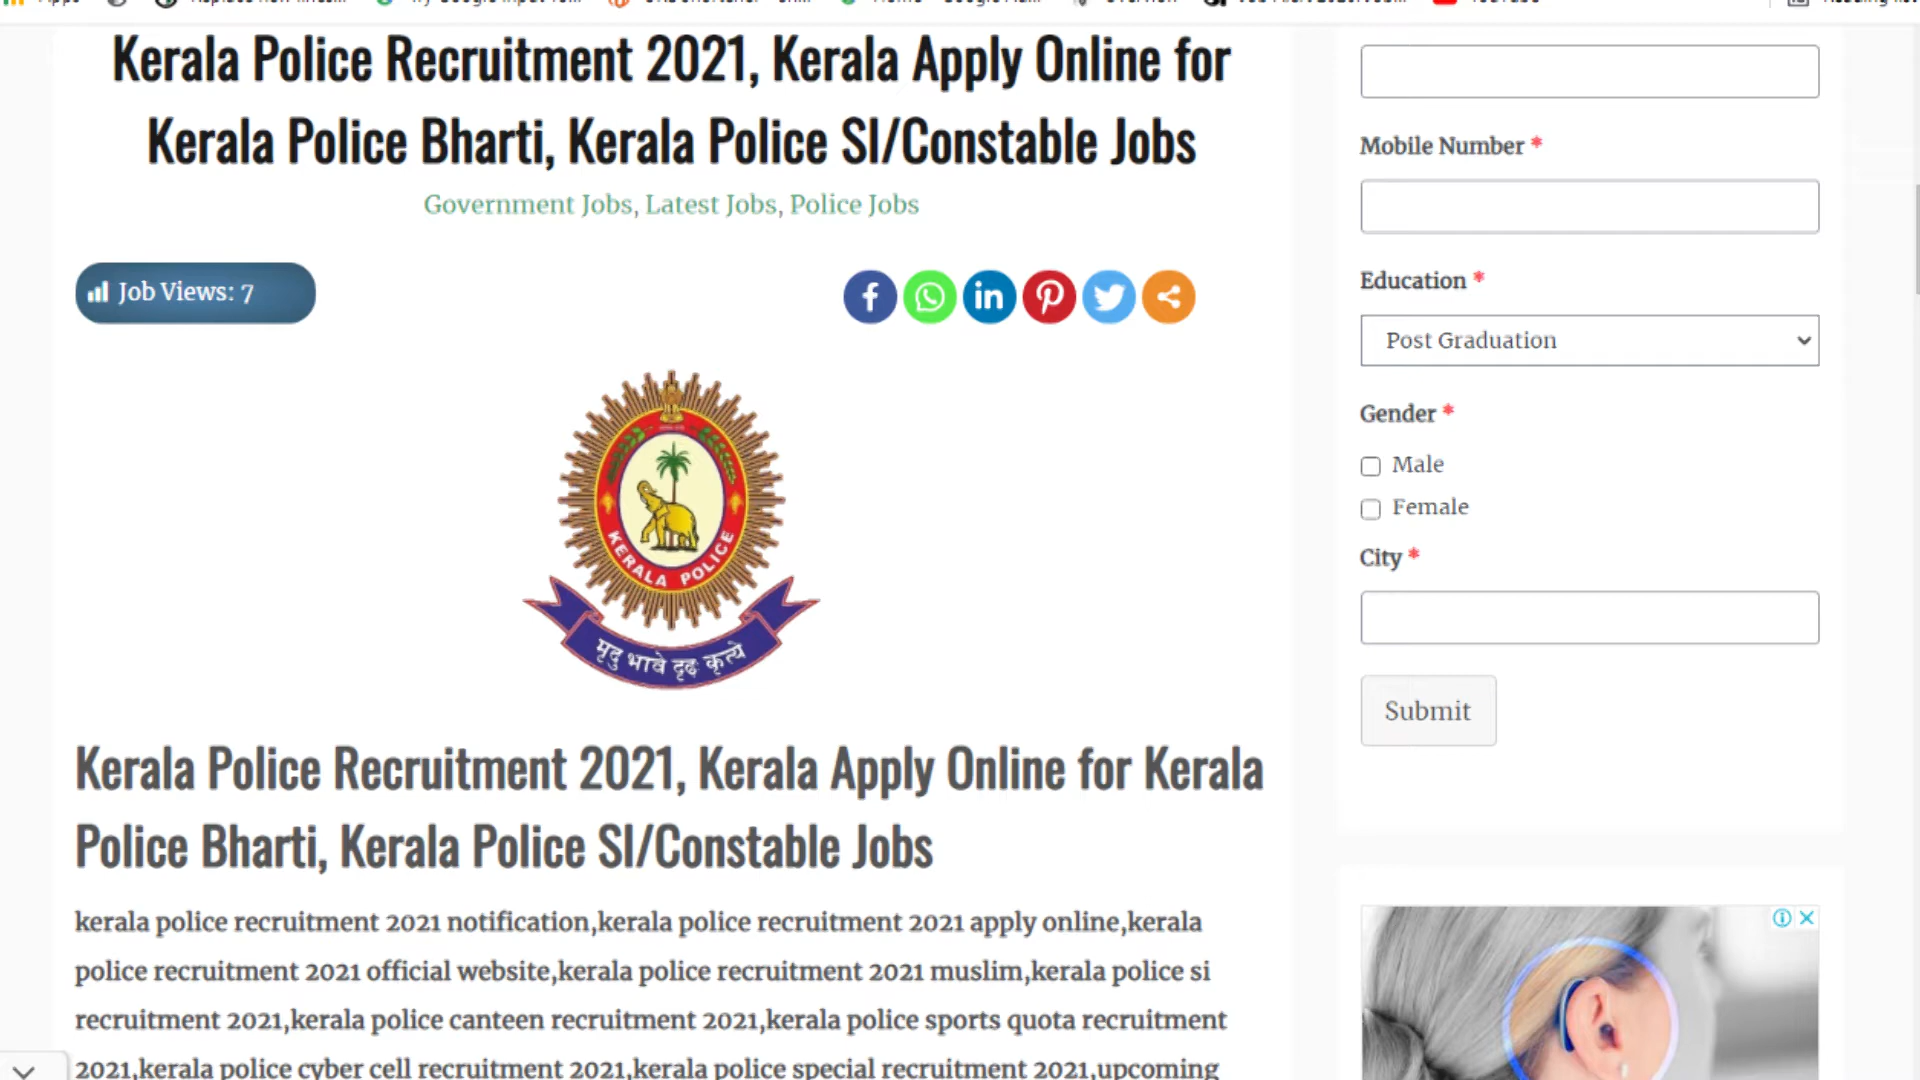 Kerala Police Recruitment 2021, Kerala Apply Online for
Kerala Police Bharti, Kerala Police SI/Constable Jobs
Government Jobs, Latest Jobs, Police Jobs
Job Views: 7
KERALA POLICE
मृदु भावे दृढ कृत्ये
Kerala Police Recruitment 2021, Kerala Apply Online for Kerala
Police Bharti, Kerala Police SI/Constable Jobs
kerala police recruitment 2021 notification,kerala police recruitment 2021 apply online,kerala
police recruitment 2021 official website,kerala police recruitment 2021 muslim,kerala police si
recruitment 2021,kerala police canteen recruitment 2021,kerala police sports quota recruitment
2021,kerala police cyber cell recruitment 2021,kerala police special recruitment 2021,upcoming
Mobile Number *
Education *
Post Graduation
Gender *
Male
Female
City *
Submit